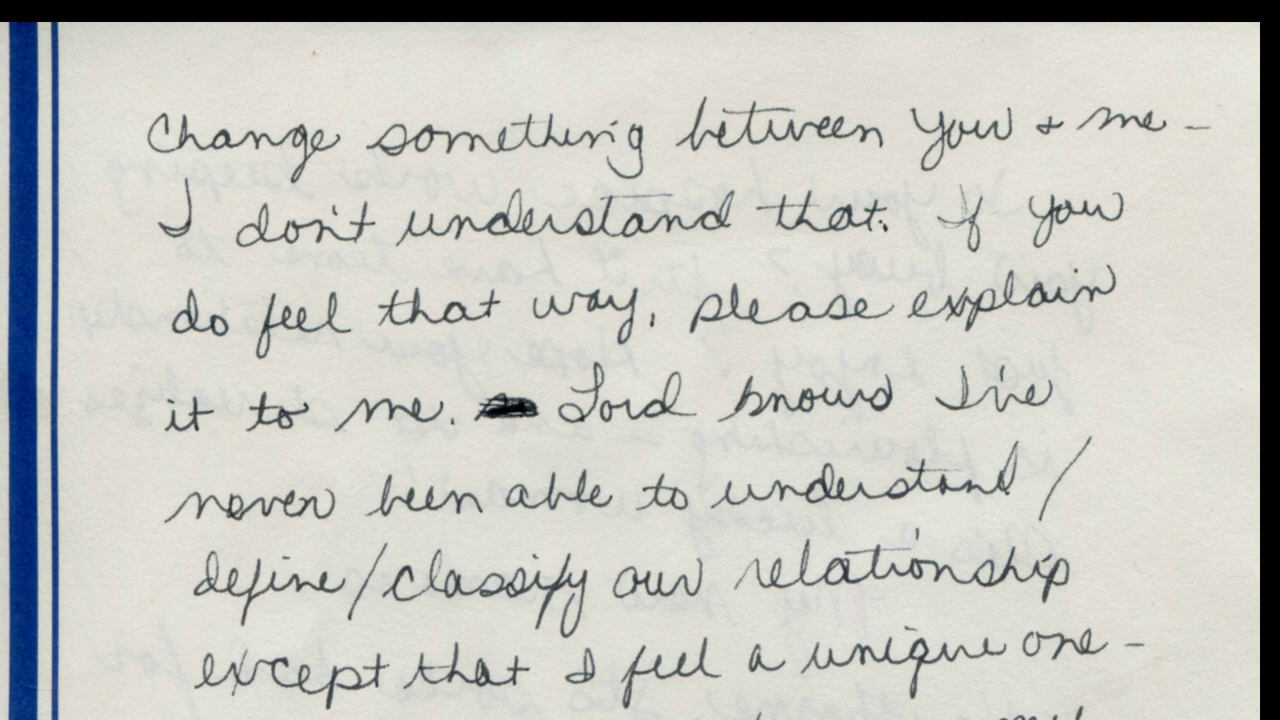 Change something between you + me -
I don't understand that. If you
do feel that way, please explain
it to me. Lord knows I've
never been able to understand/
define/classify our relationship
except that I feel a unique one -